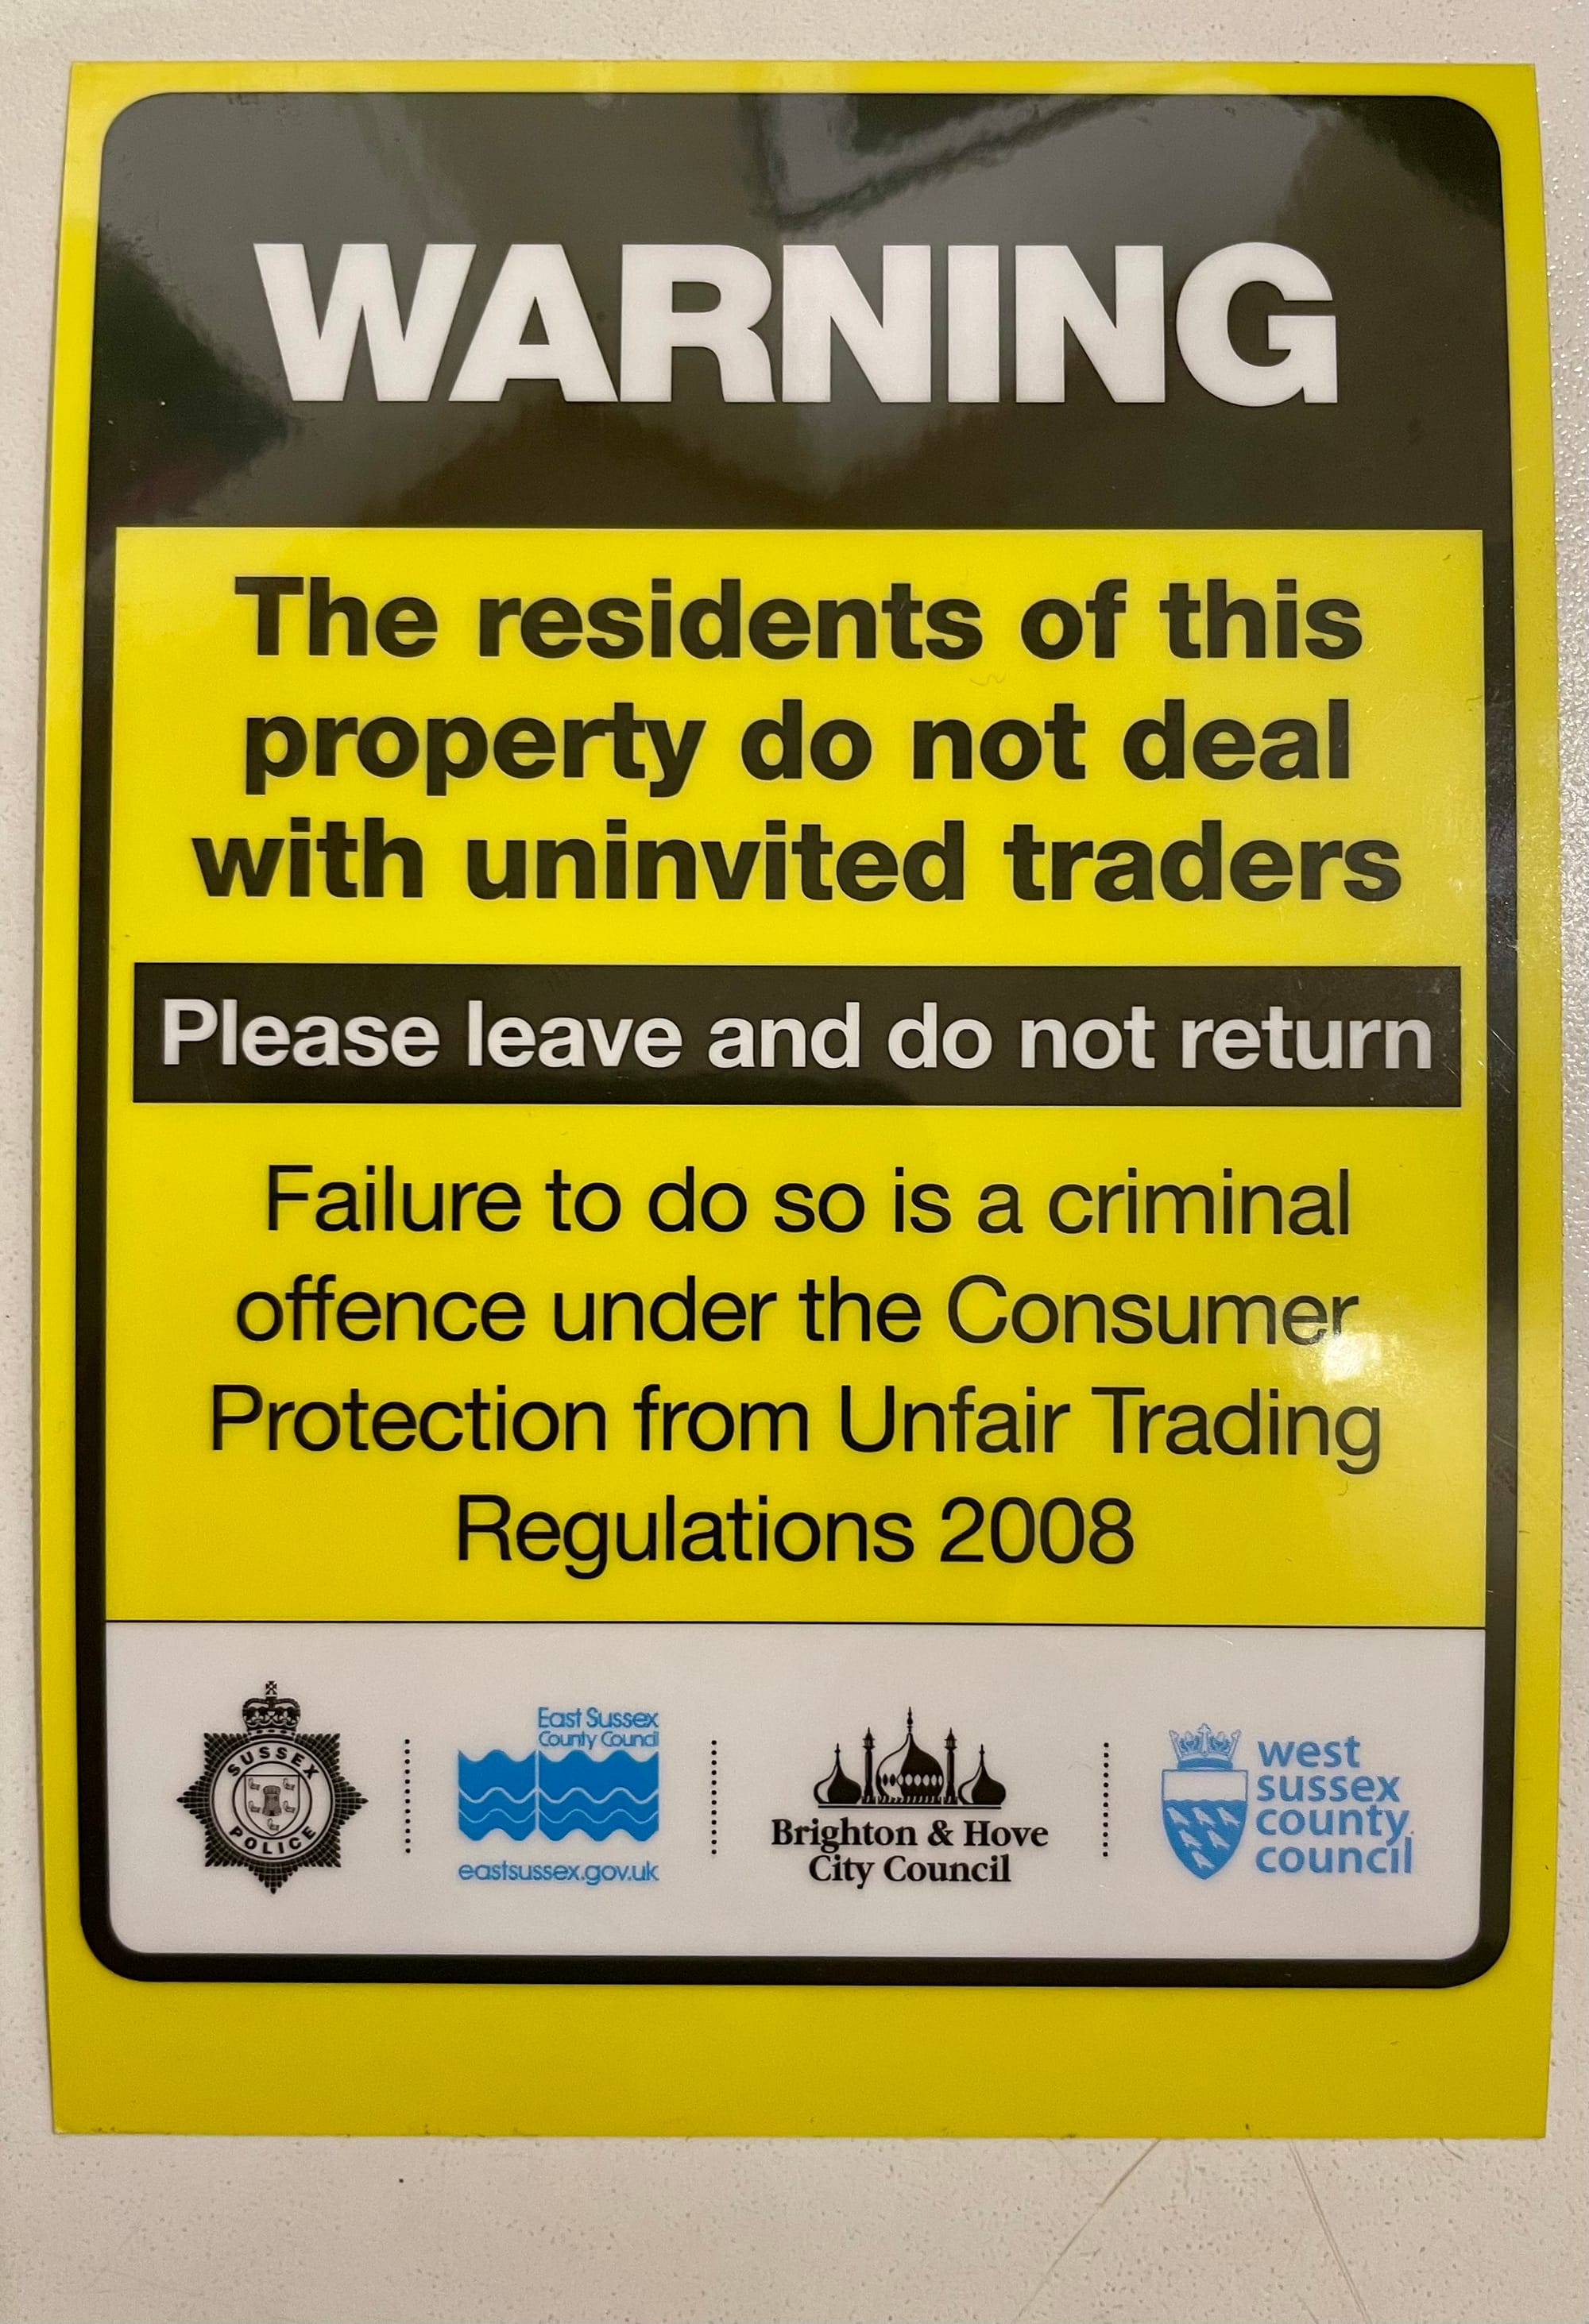 WARNING
The residents of this
property do not deal
with uninvited traders
Please leave and do not return
Failure to do so is a criminal
offence under the Consumer
Protection from Unfair Trading
Regulations 2008
SUSSEX
POLICE
East Sussex
County Council
eastsussex.gov.uk
Brighton & Hove
City Council
west
sussex
county
council